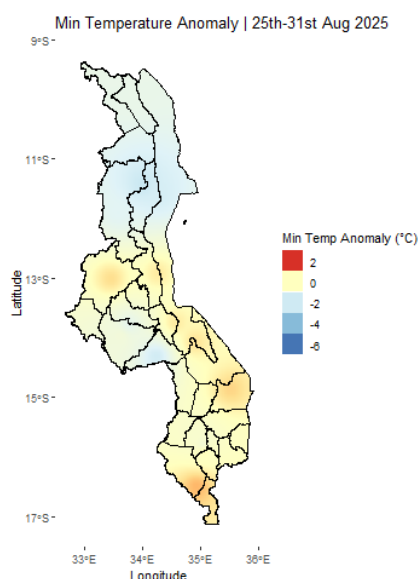 Min Temperature Anomaly | 25th-31st Aug 2025
9°S
11°S
13°S
15°S
17°S
Latitude
33°E 34°E 35°E 36°E
Longitude
Min Temp Anomaly (°C)
2
0
-2
-4
-6